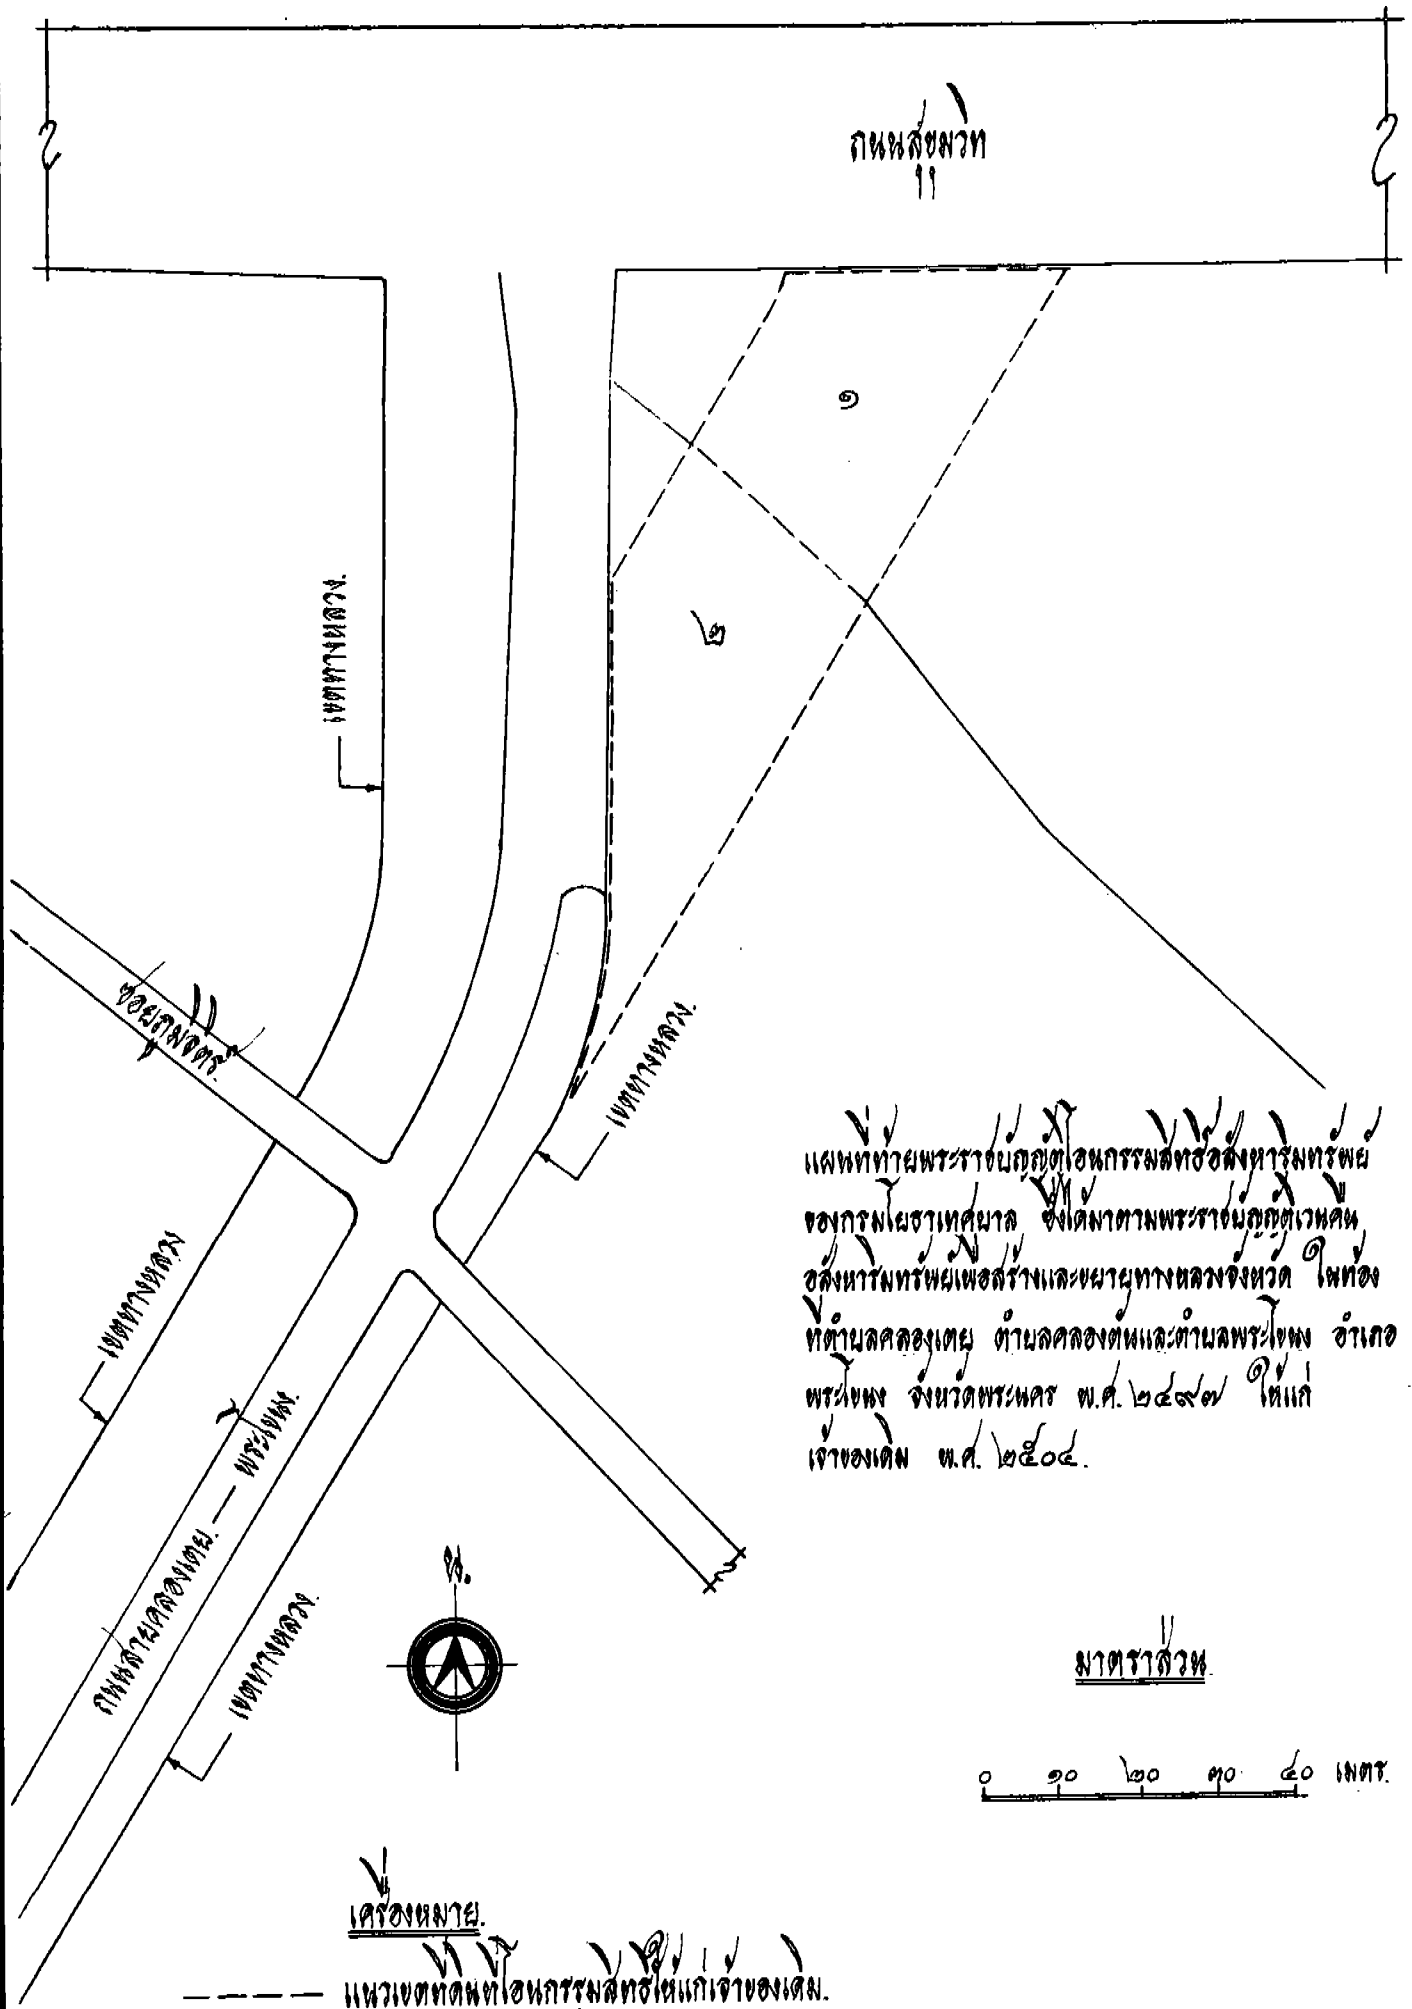 ถนนสุขุมวิท
๑
๒
เขตทางหลวง.
ซอยภูมิจิตร.
เขตทางหลวง.
แผนที่ท้ายพระราชบัญญัติโอนกรรมสิทธิ์อสังหาริมทรัพย์
ของกรมโยธาเทศบาล ซึ่งได้มาตามพระราชบัญญัติเวนคืน
อสังหาริมทรัพย์เพื่อสร้างและขยายทางหลวงจังหวัด ในท้อง
ที่ตำบลคลองเตย ตำบลคลองตันและตำบลพระโขนง อำเภอ
พระโขนง จังหวัดพระนคร พ.ศ. ๒๔๙๗ ให้แก่
เจ้าของเดิม พ.ศ. ๒๕๐๔.
เขตทางหลวง
ถนนสายคลองเตย. — พระโขนง.
เขตทางหลวง.
น.
มาตราส่วน
๐ ๑๐ ๒๐ ๓๐ ๔๐ เมตร.
เครื่องหมาย.
แนวเขตที่ดินที่โอนกรรมสิทธิ์ให้แก่เจ้าของเดิม.